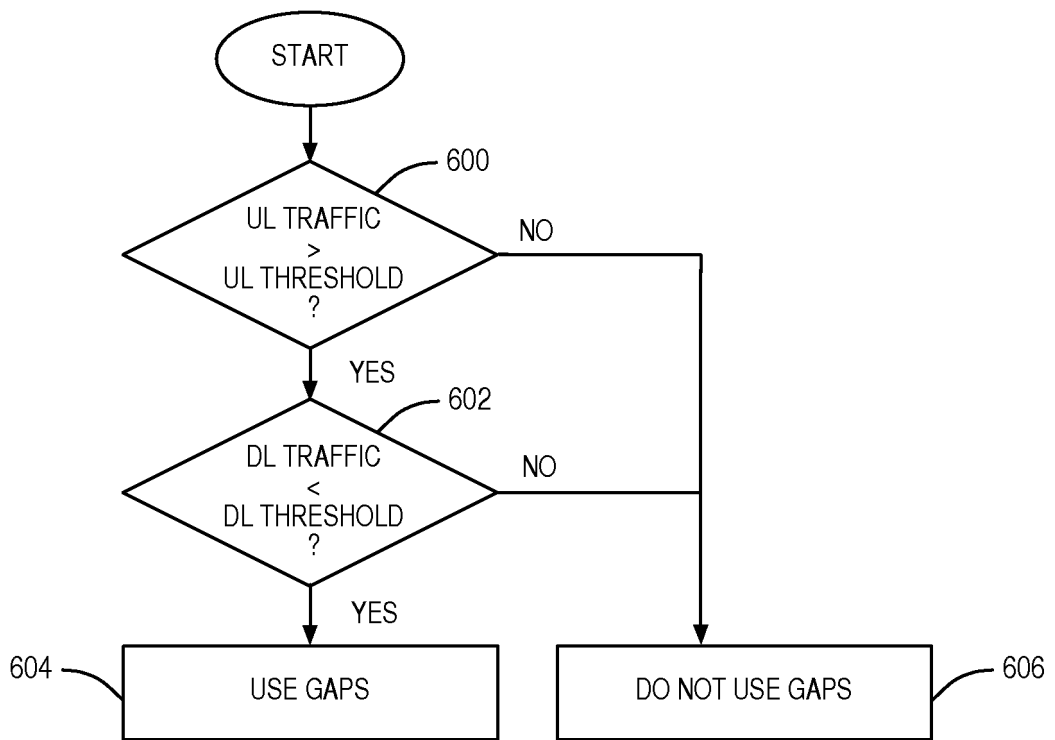 START
600
UL TRAFFIC
>
UL THRESHOLD
?
NO
YES
602
DL TRAFFIC
<
DL THRESHOLD
?
NO
YES
604
USE GAPS
DO NOT USE GAPS
606